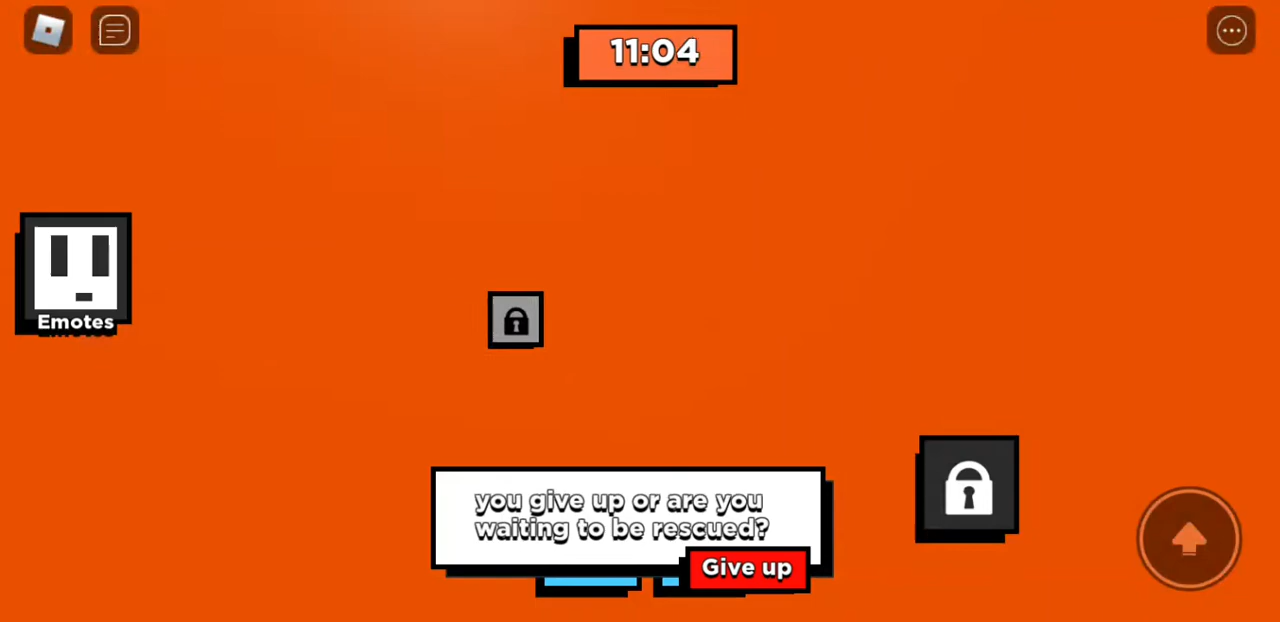 11:04
Emotes
you give up or are you
waiting to be rescued?
Give up